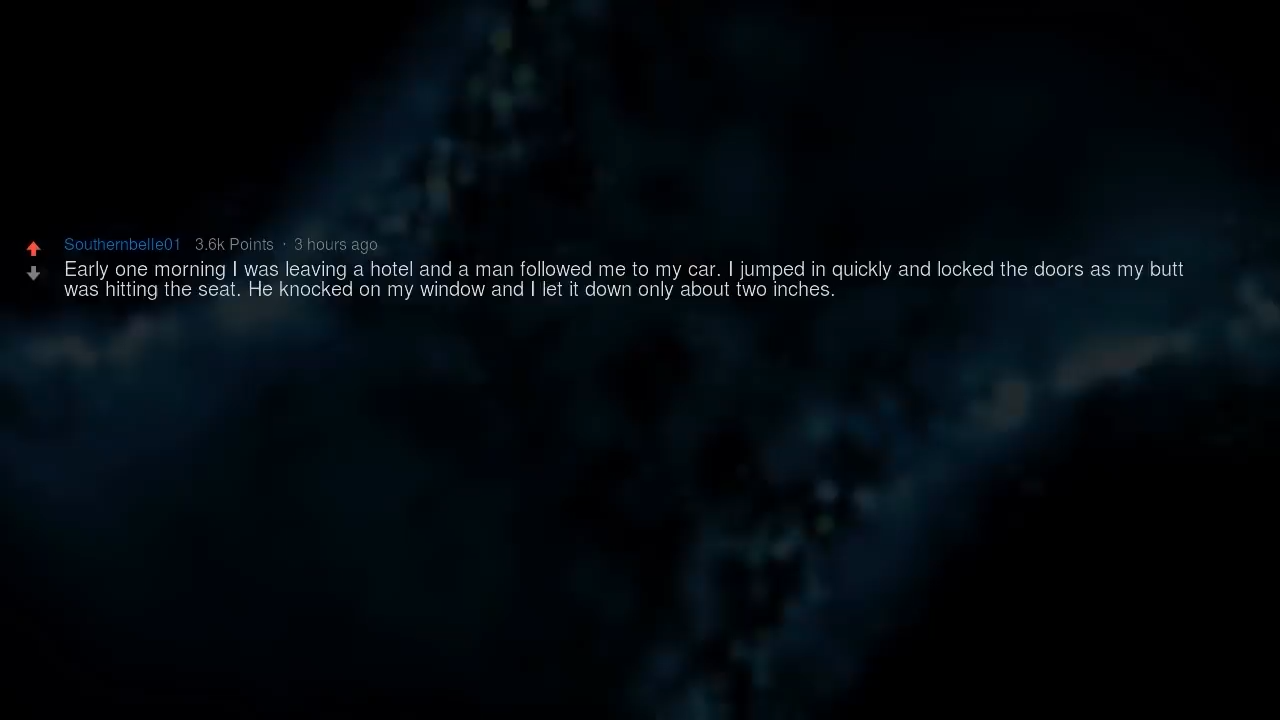 Southernbelle01 3.6k Points · 3 hours ago
Early one morning I was leaving a hotel and a man followed me to my car. I jumped in quickly and locked the doors as my butt
was hitting the seat. He knocked on my window and I let it down only about two inches.